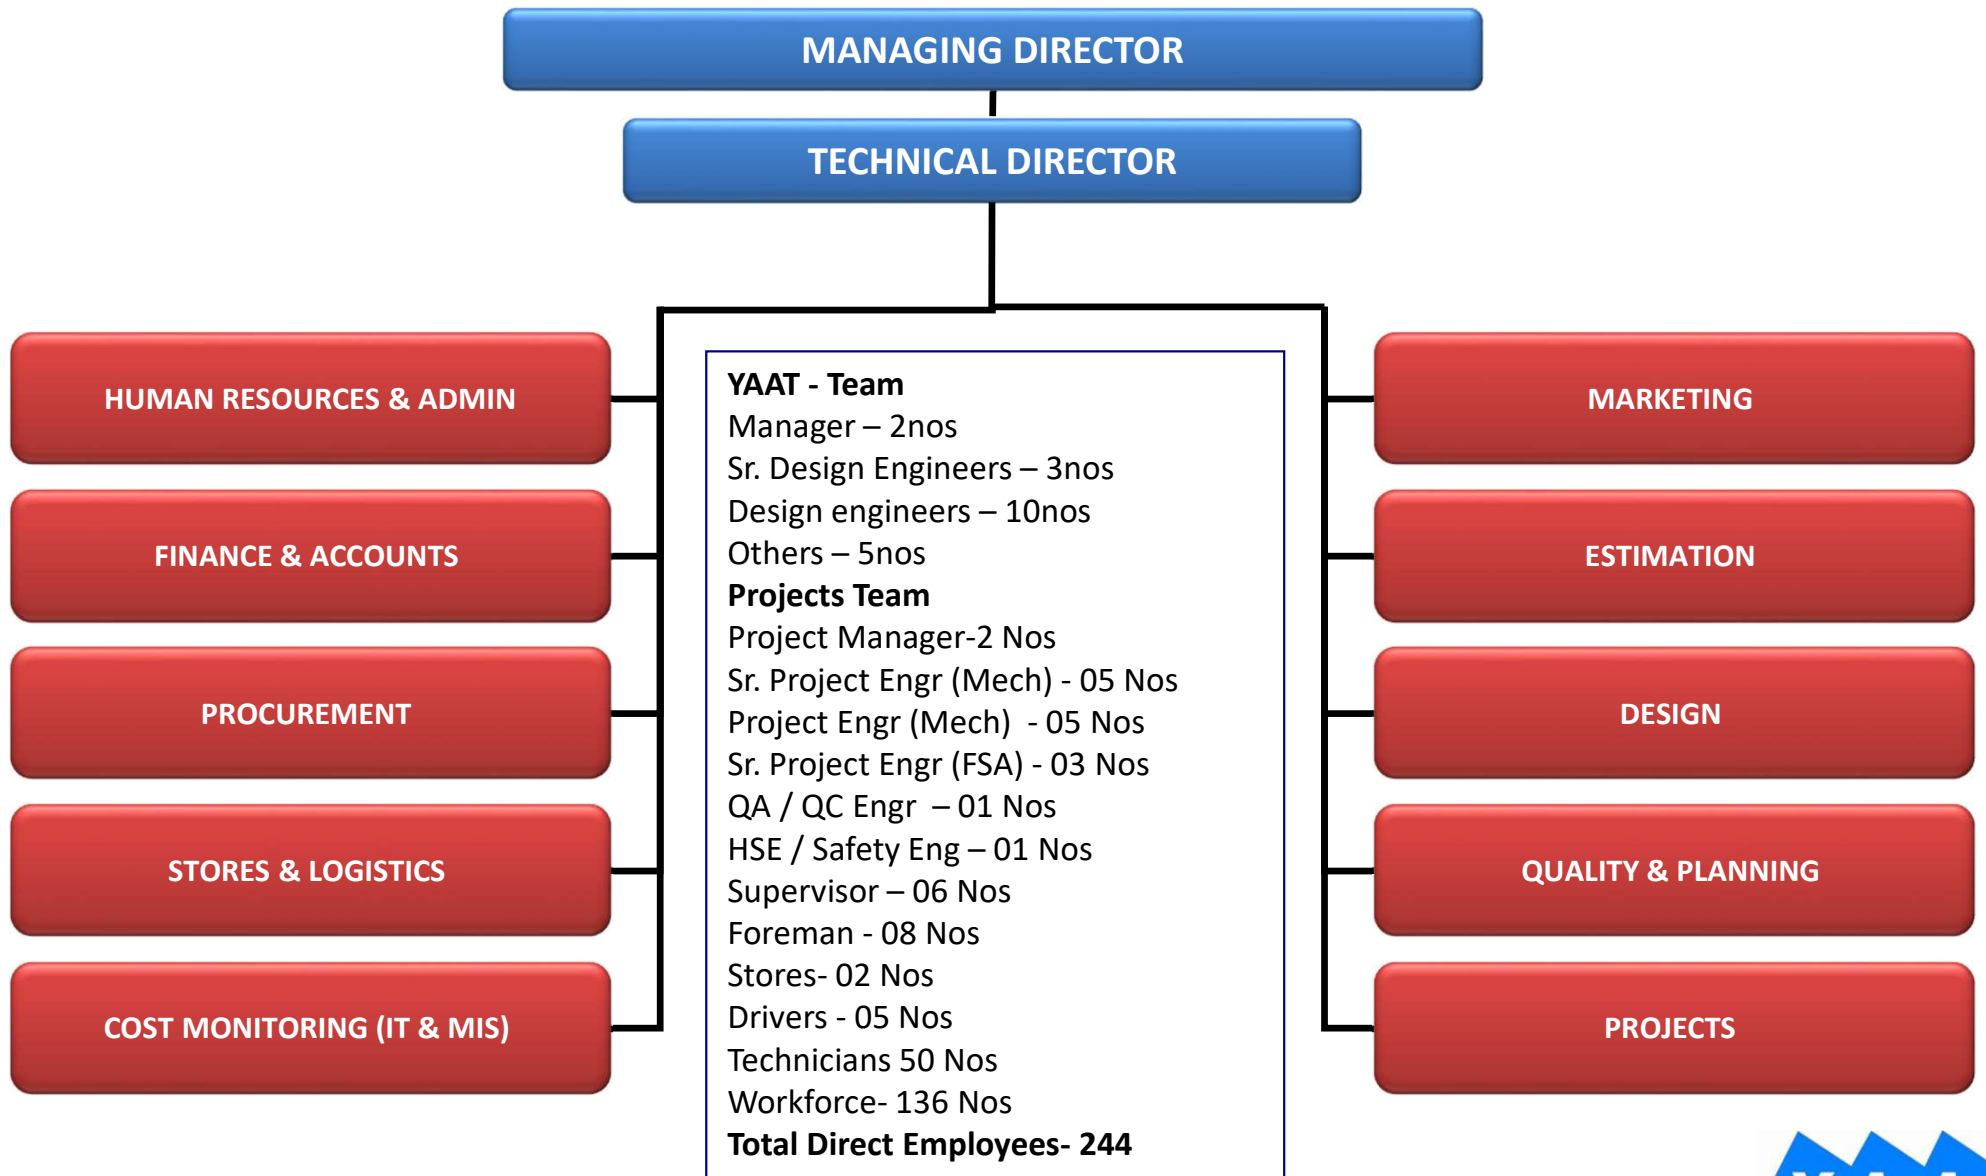 MANAGING DIRECTOR
TECHNICAL DIRECTOR
HUMAN RESOURCES & ADMIN
FINANCE & ACCOUNTS
PROCUREMENT
STORES & LOGISTICS
COST MONITORING (IT & MIS)
YAAT - Team
Manager – 2nos
Sr. Design Engineers – 3nos
Design engineers – 10nos
Others – 5nos
Projects Team
Project Manager-2 Nos
Sr. Project Engr (Mech) - 05 Nos
Project Engr (Mech)  - 05 Nos
Sr. Project Engr (FSA) - 03 Nos
QA / QC Engr  – 01 Nos
HSE / Safety Eng – 01 Nos
Supervisor – 06 Nos
Foreman - 08 Nos
Stores- 02 Nos
Drivers - 05 Nos
Technicians 50 Nos
Workforce- 136 Nos
Total Direct Employees- 244
MARKETING
ESTIMATION
DESIGN
QUALITY & PLANNING
PROJECTS